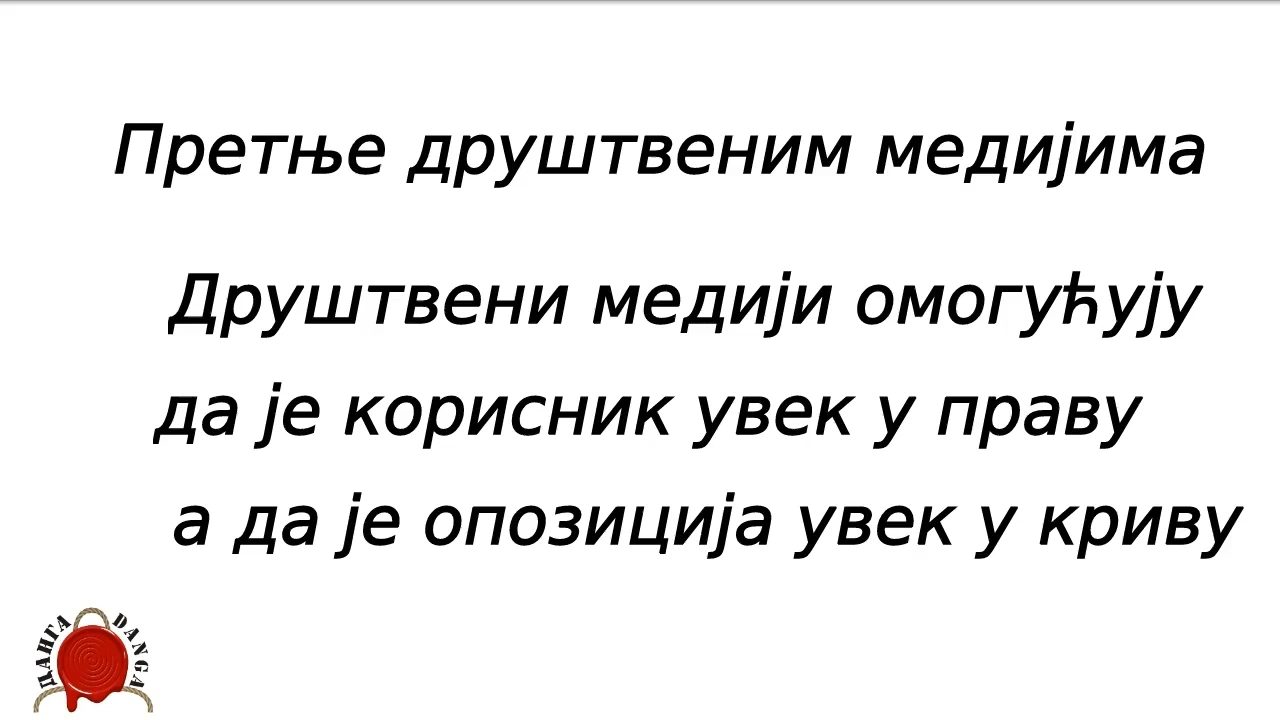 Претње друштвеним медијима
Друштвени медији омогућују
да је корисник увек у праву
а да је опозиција увек у криву
ДАНГА DANGA